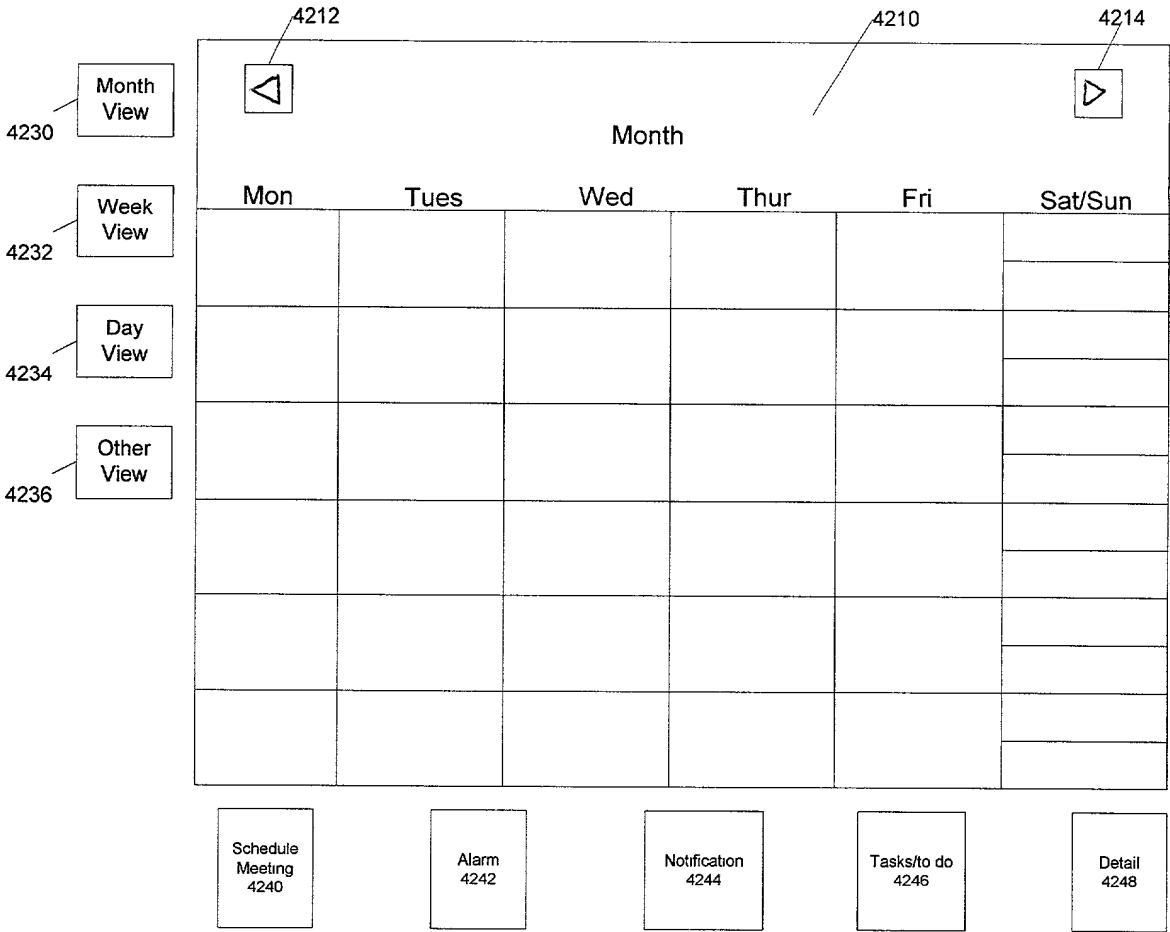 4212
4210
4214
Month
View
4230
Month
Mon Tues Wed Thur Fri Sat/Sun
Week
View
4232
Day
View
4234
Other
View
4236
Schedule
Meeting
4240
Alarm
4242
Notification
4244
Tasks/to do
4246
Detail
4248